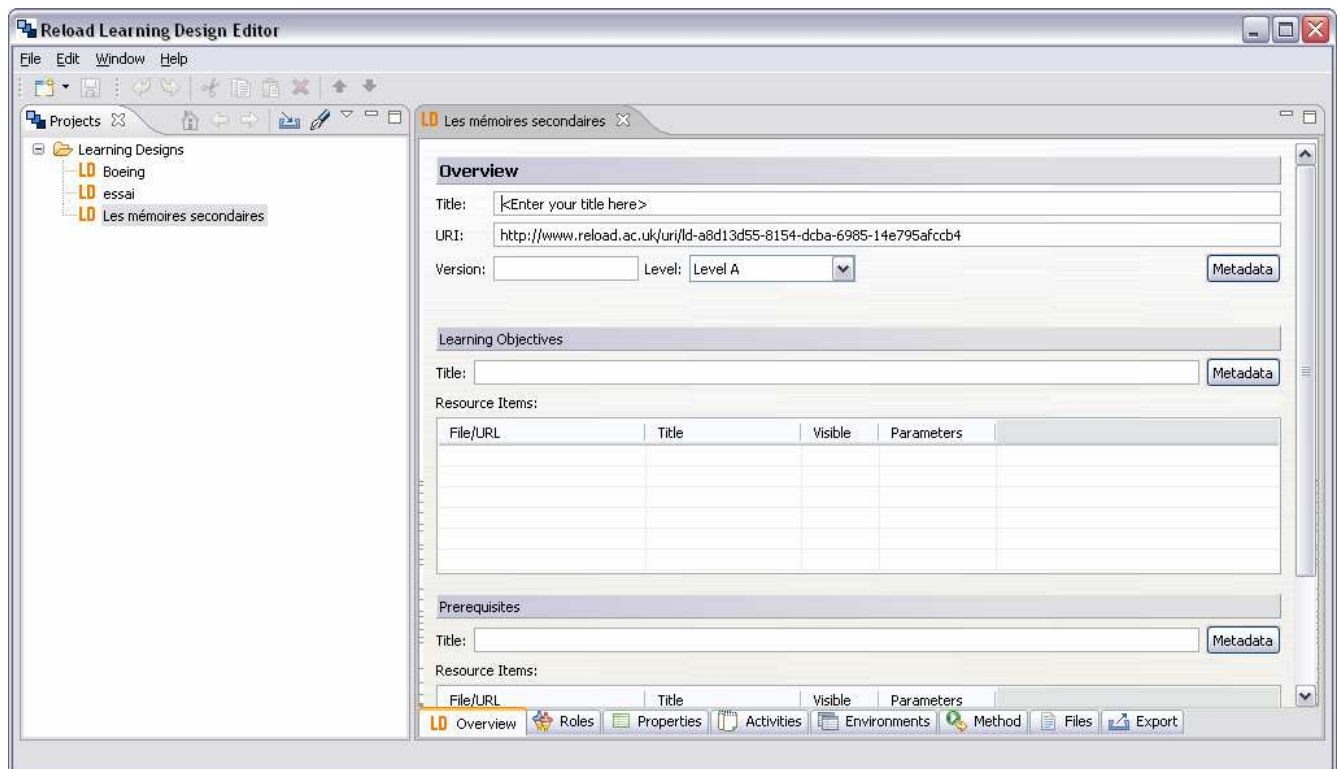 Reload Learning Design Editor
File Edit Window Help
Projects
Learning Designs
LD Boeing
LD essai
LD Les mémoires secondaires
LD Les mémoires secondaires
Overview
Title: <Enter your title here>
URI: http://www.reload.ac.uk/uri/ld-a8d13d55-8154-dcba-6985-14e795afccb4
Version: Level: Level A Metadata
Learning Objectives
Title: Metadata
Resource Items:
File/URL Title Visible Parameters
Prerequisites
Title: Metadata
Resource Items:
File/URL Title Visible Parameters
LD Overview Roles Properties Activities Environments Method Files Export